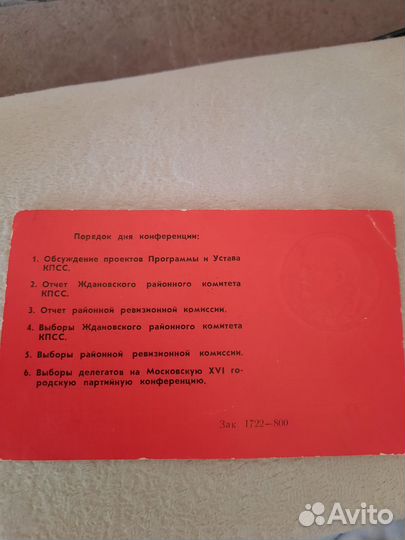 Порядок дня конференции:
1. Обсуждение проектов Программы и Устава
КПСС.
2. Отчет Ждановского районного комитета
КПСС.
3. Отчет районной ревизионной комиссии.
4. Выборы Ждановского районного комитета
КПСС.
5. Выборы районной ревизионной комиссии.
6. Выборы делегатов на Московскую XVI го-
родскую партийную конференцию.
Зак 1722—800
Avito